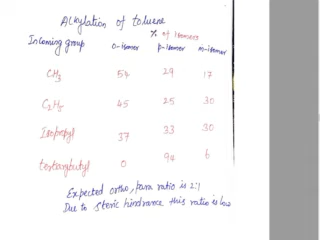 Alkylation of toluene
% of isomers
Incoming group o-isomer p-isomer m-isomer
CH3 54 29 17
C2H5 45 25 30
Isopropyl 37 33 30
tertiarybutyl 0 94 6
Expected ortho, para ratio is 2:1
Due to steric hindrance this ratio is low